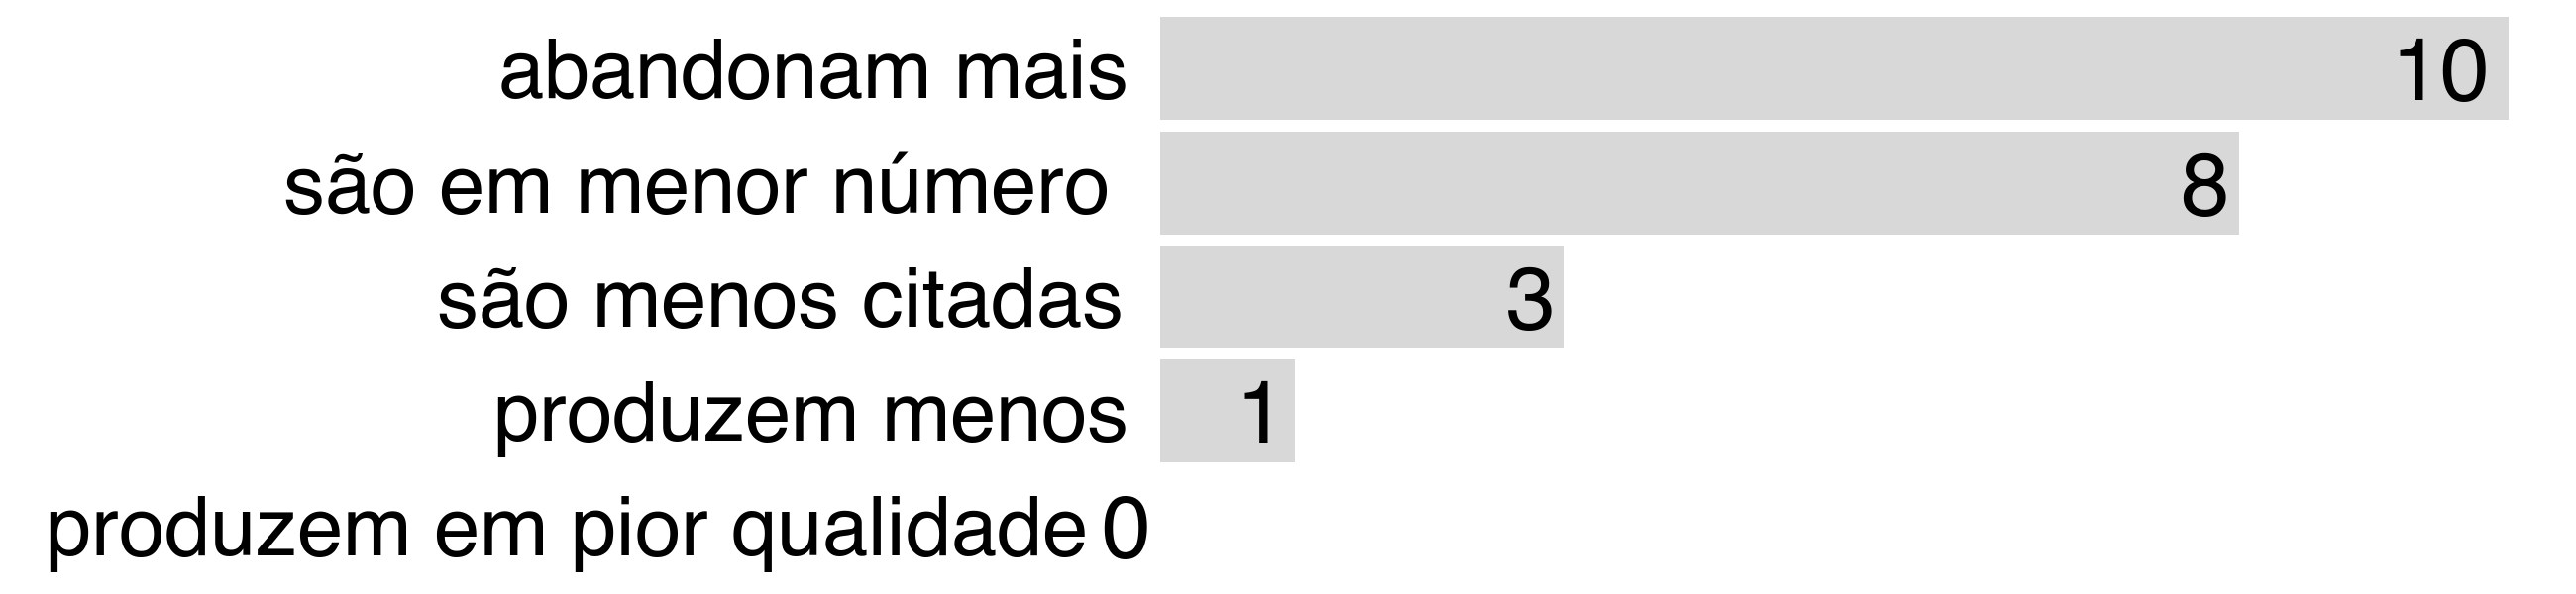 abandonam mais 10
são em menor número 8
são menos citadas 3
produzem menos 1
produzem em pior qualidade 0